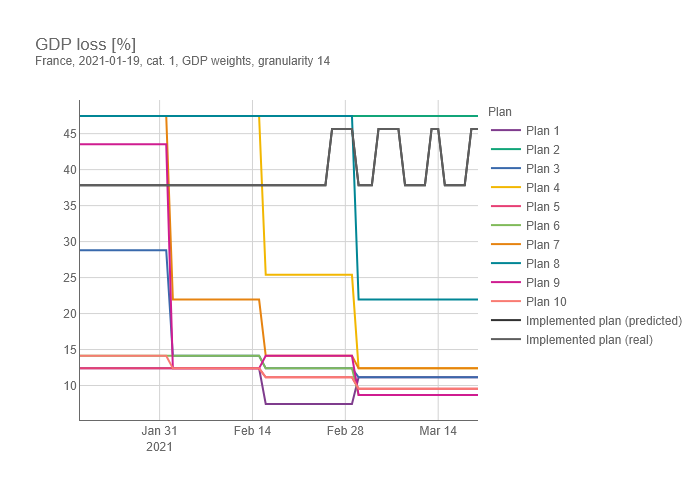 GDP loss [%]
France, 2021-01-19, cat. 1, GDP weights, granularity 14
45
40
35
30
25
20
15
10
Jan 31
2021
Feb 14
Feb 28
Mar 14
Plan
Plan 1
Plan 2
Plan 3
Plan 4
Plan 5
Plan 6
Plan 7
Plan 8
Plan 9
Plan 10
Implemented plan (predicted)
Implemented plan (real)